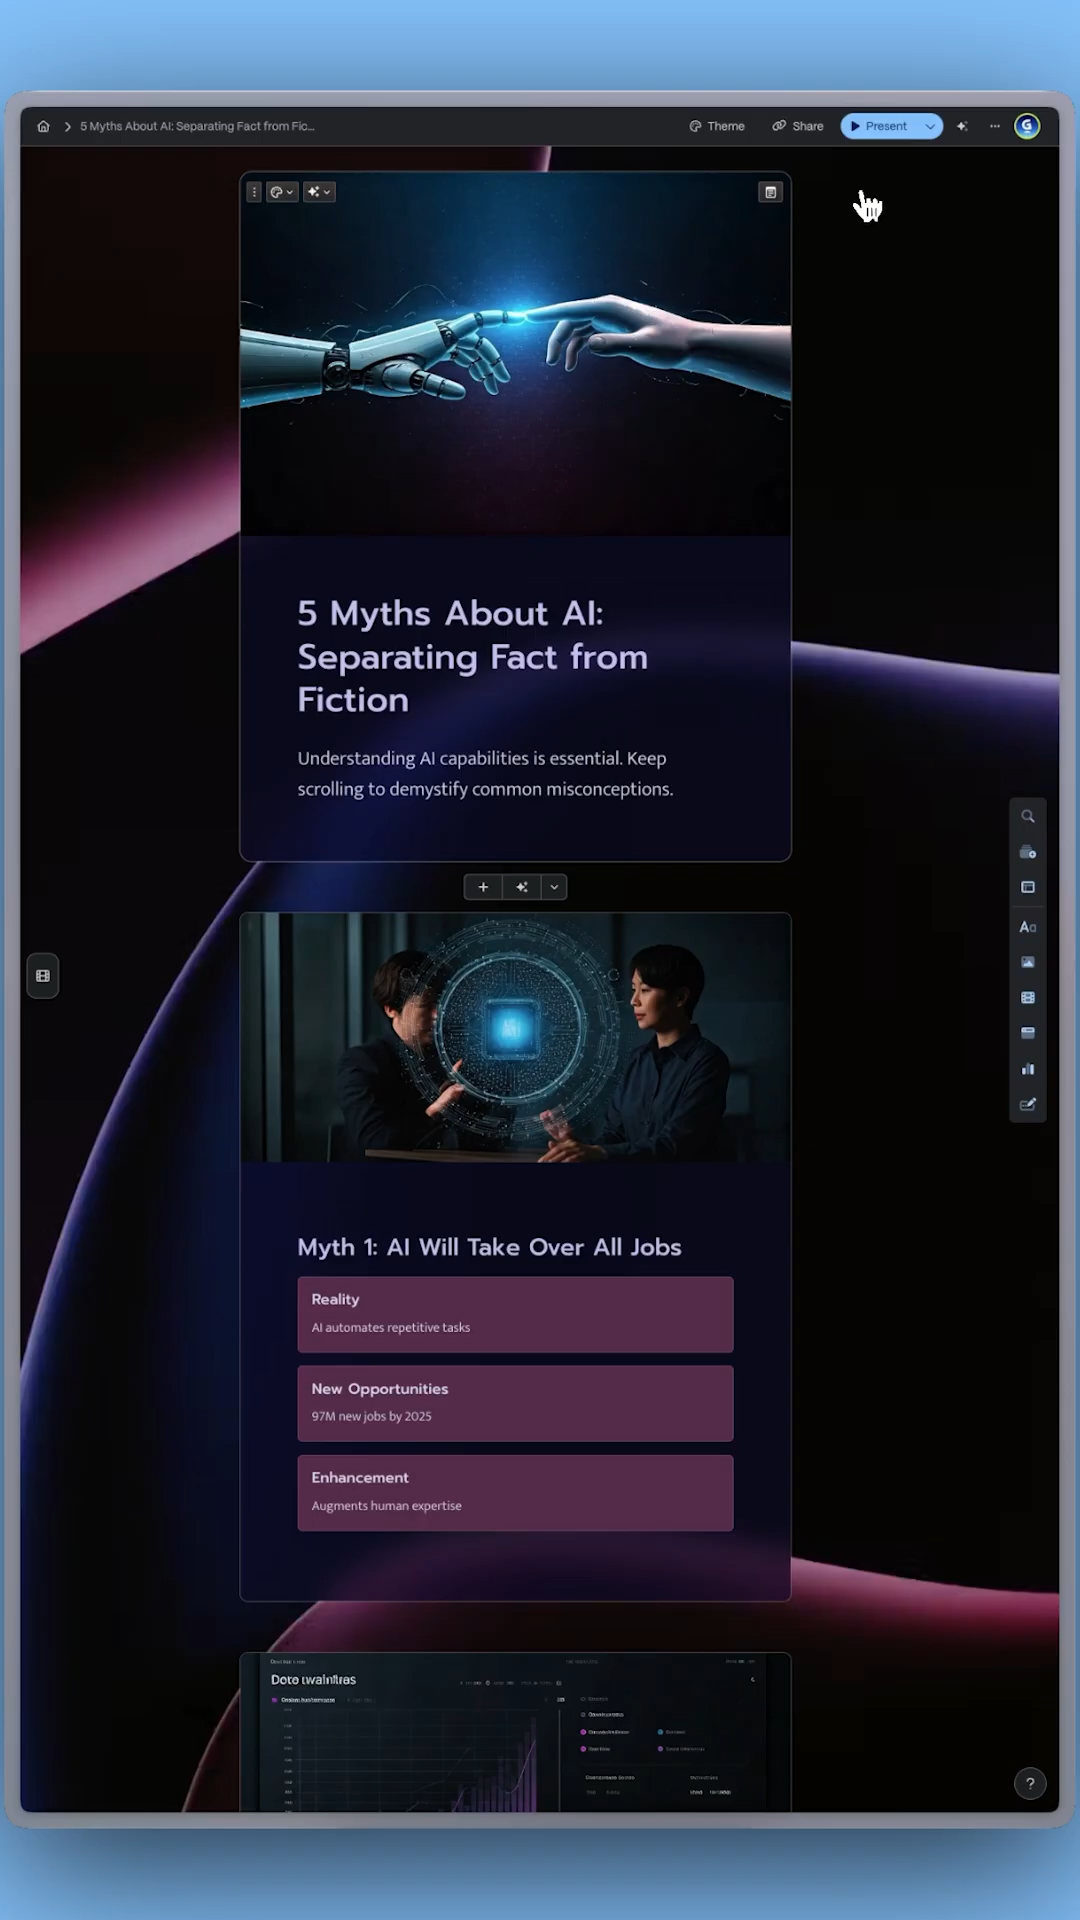 5 Myths About AI: Separating Fact from Fic...
Theme
Share
Present
5 Myths About AI:
Separating Fact from
Fiction
Understanding AI capabilities is essential. Keep
scrolling to demystify common misconceptions.
Aa
Myth 1: AI Will Take Over All Jobs
Reality
AI automates repetitive tasks
New Opportunities
97M new jobs by 2025
Enhancement
Augments human expertise
?